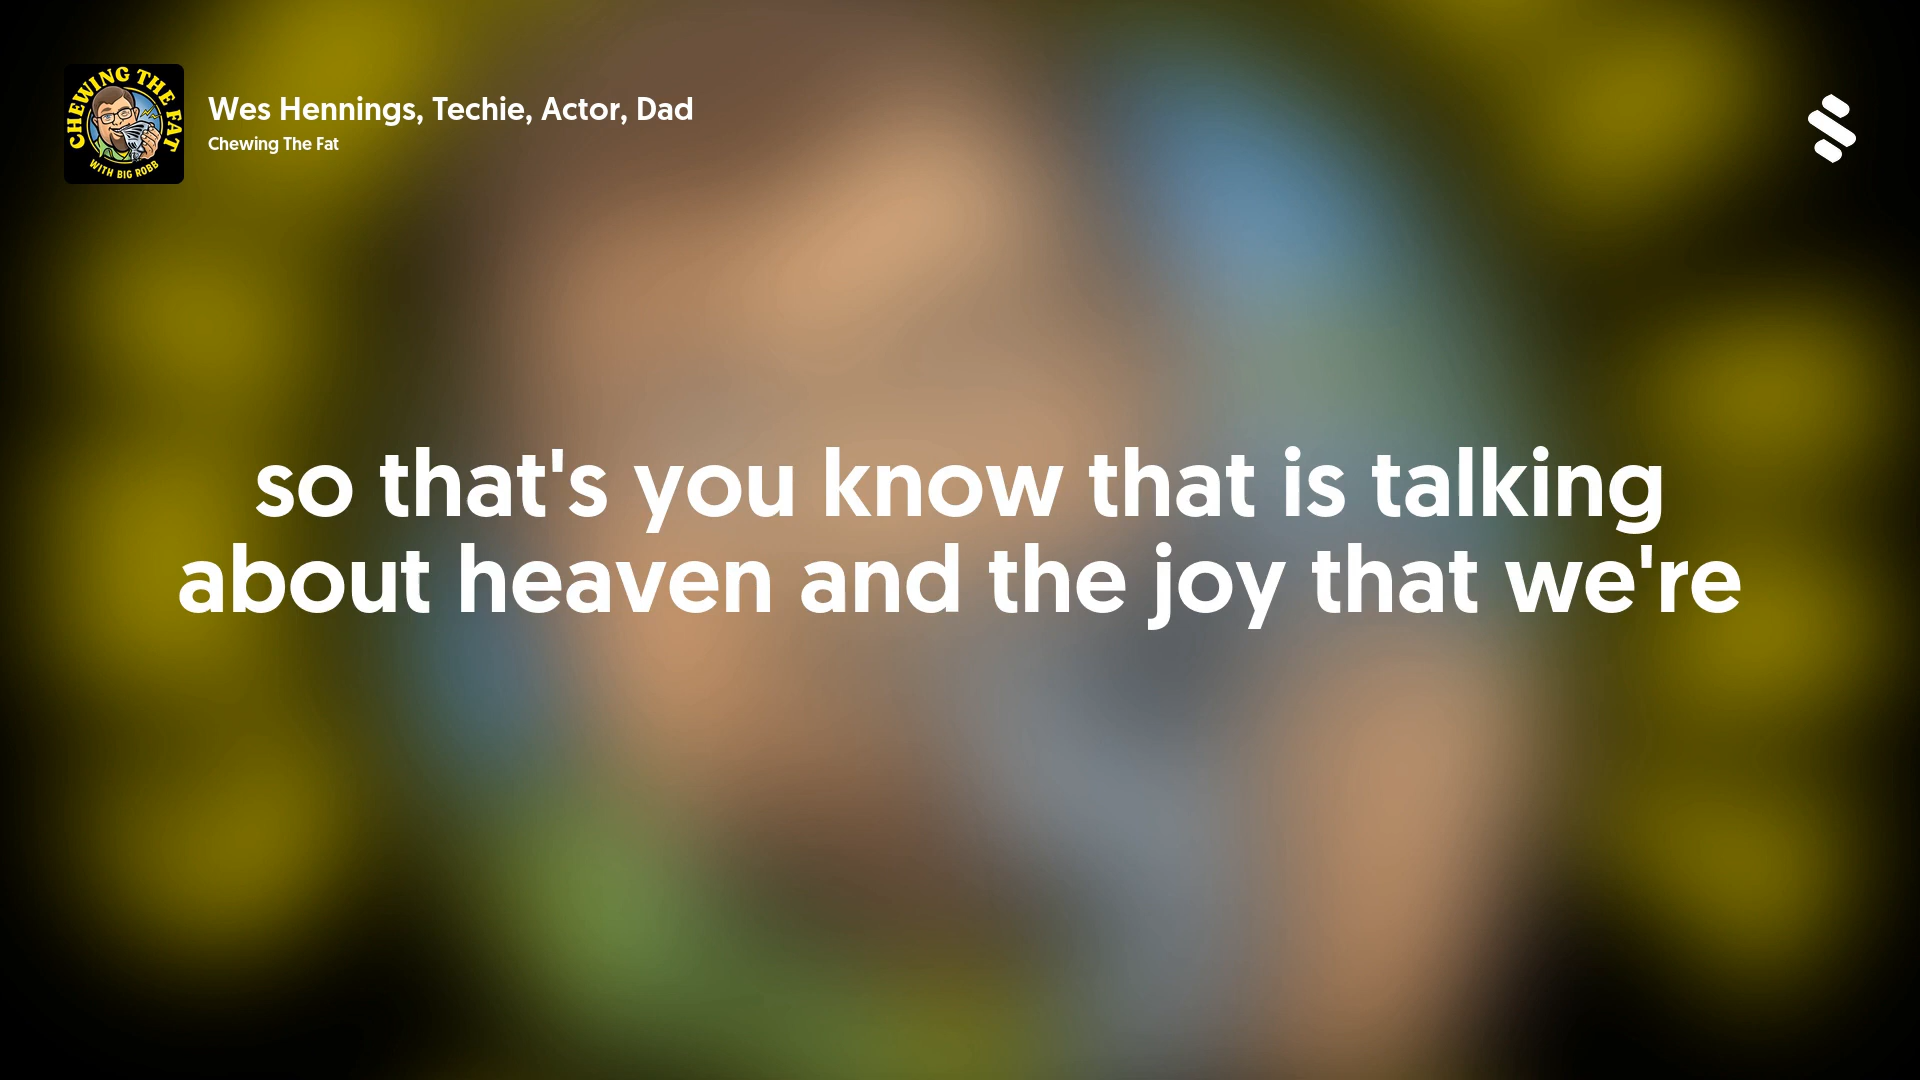 CHEWING THE FAT
WITH BIG ROBB
Wes Hennings, Techie, Actor, Dad
Chewing The Fat
so that's you know that is talking
about heaven and the joy that we're